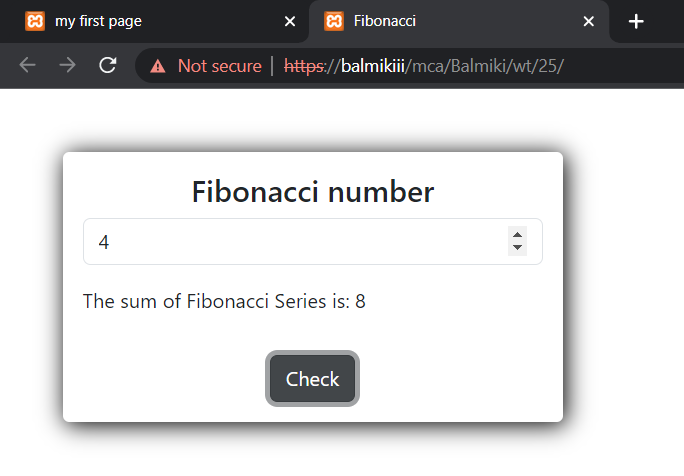 my first page
Fibonacci
Not secure | https://balmikiii/mca/Balmiki/wt/25/
Fibonacci number
4
The sum of Fibonacci Series is: 8
Check